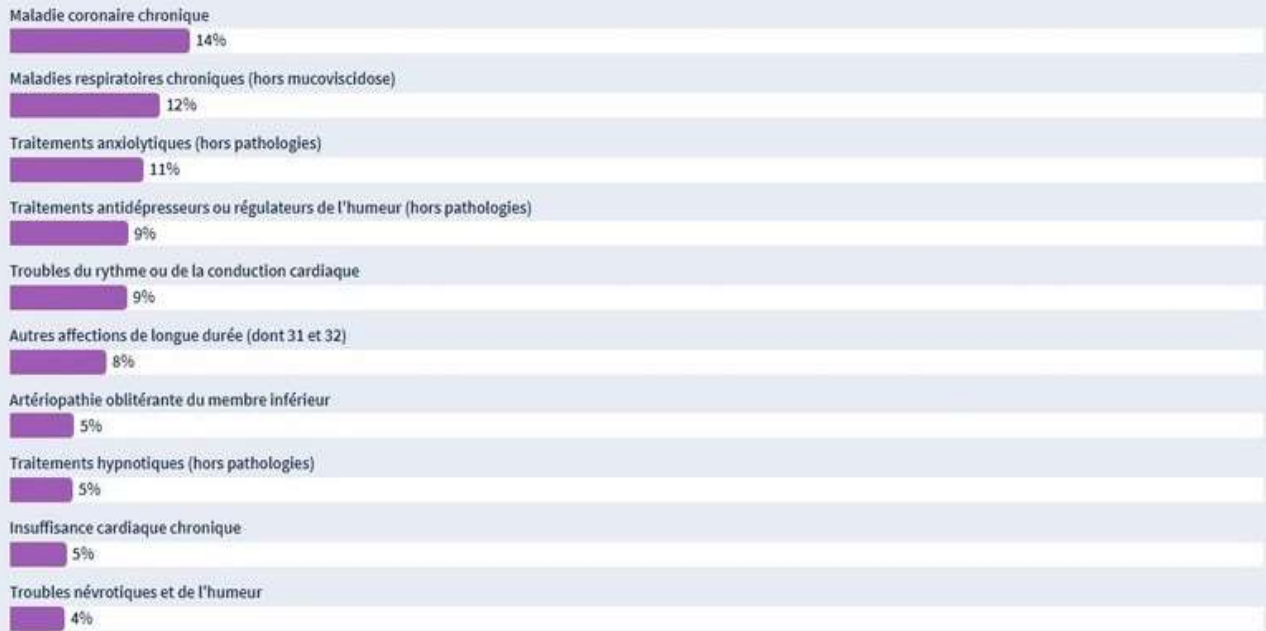 Maladie coronaire chronique
14%
Maladies respiratoires chroniques (hors mucoviscidose)
12%
Traitements anxiolytiques (hors pathologies)
11%
Traitements antidépresseurs ou régulateurs de l'humeur (hors pathologies)
9%
Troubles du rythme ou de la conduction cardiaque
9%
Autres affections de longue durée (dont 31 et 32)
8%
Artériopathie oblitérante du membre inférieur
5%
Traitements hypnotiques (hors pathologies)
5%
Insuffisance cardiaque chronique
5%
Troubles névrotiques et de l'humeur
4%